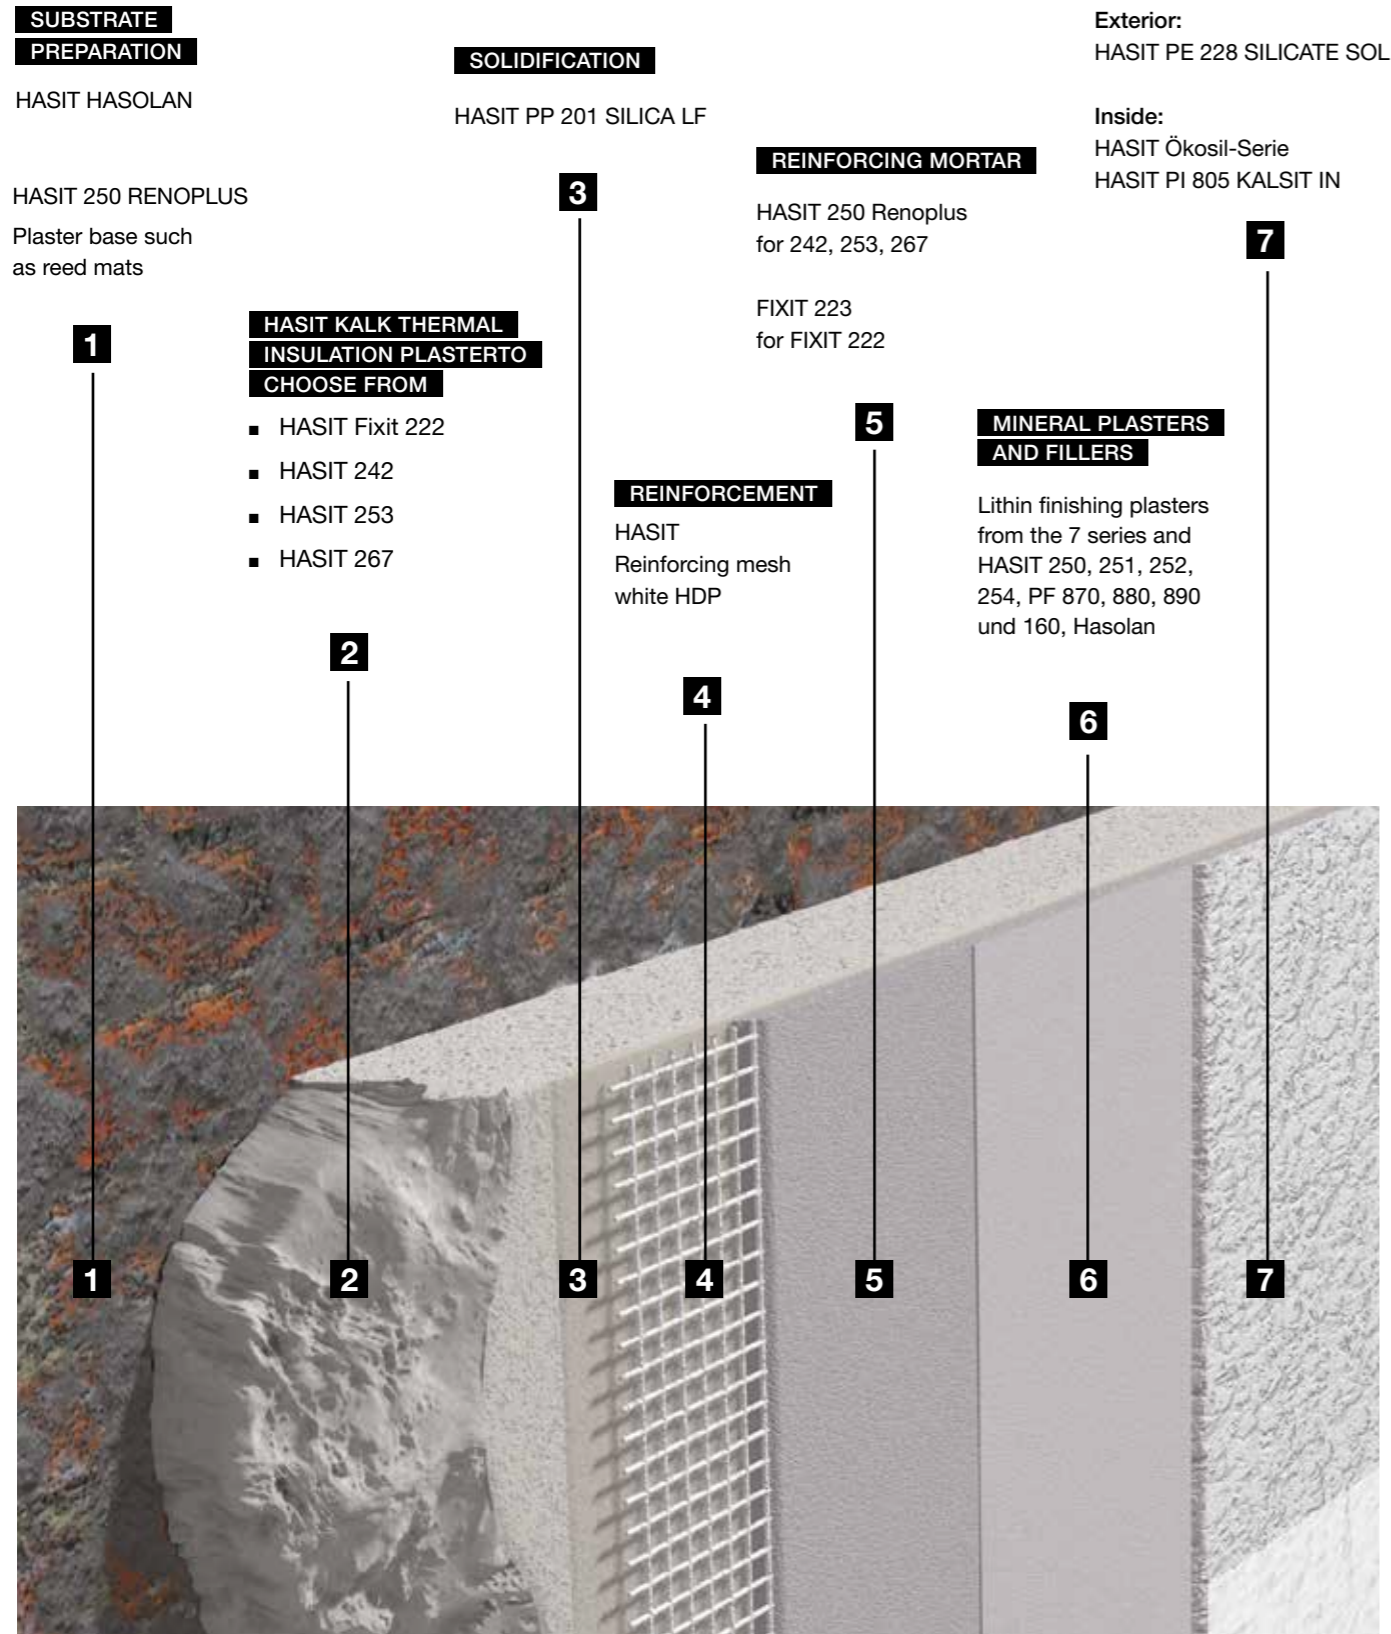 SUBSTRATE
PREPARATION
HASIT HASOLAN
HASIT 250 RENOPLUS
Plaster base such
as reed mats
1
HASIT KALK THERMAL
INSULATION PLASTERTO
CHOOSE FROM
▪ HASIT Fixit 222
▪ HASIT 242
▪ HASIT 253
▪ HASIT 267
2
SOLIDIFICATION
HASIT PP 201 SILICA LF
3
REINFORCEMENT
HASIT
Reinforcing mesh
white HDP
4
REINFORCING MORTAR
HASIT 250 Renoplus
for 242, 253, 267
FIXIT 223
for FIXIT 222
5
MINERAL PLASTERS
AND FILLERS
Lithin finishing plasters
from the 7 series and
HASIT 250, 251, 252,
254, PF 870, 880, 890
und 160, Hasolan
6
Exterior:
HASIT PE 228 SILICATE SOL
Inside:
HASIT Ökosil-Serie
HASIT PI 805 KALSIT IN
7
1
2
3
4
5
6
7